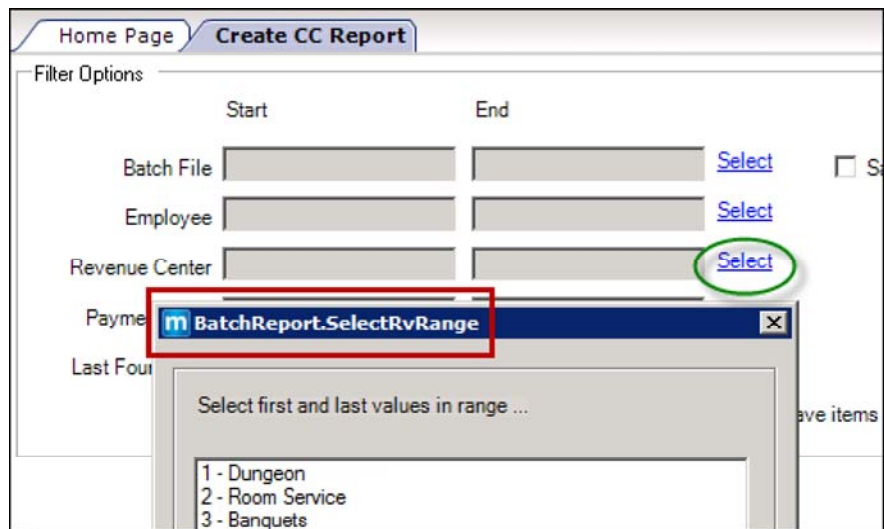 Home Page Create CC Report
Filter Options
Start End
Batch File Select
Employee Select
Revenue Center Select
m BatchReport.SelectRvRange
Last Four
Select first and last values in range ...
items
1 - Dungeon
2 - Room Service
3 - Banquets